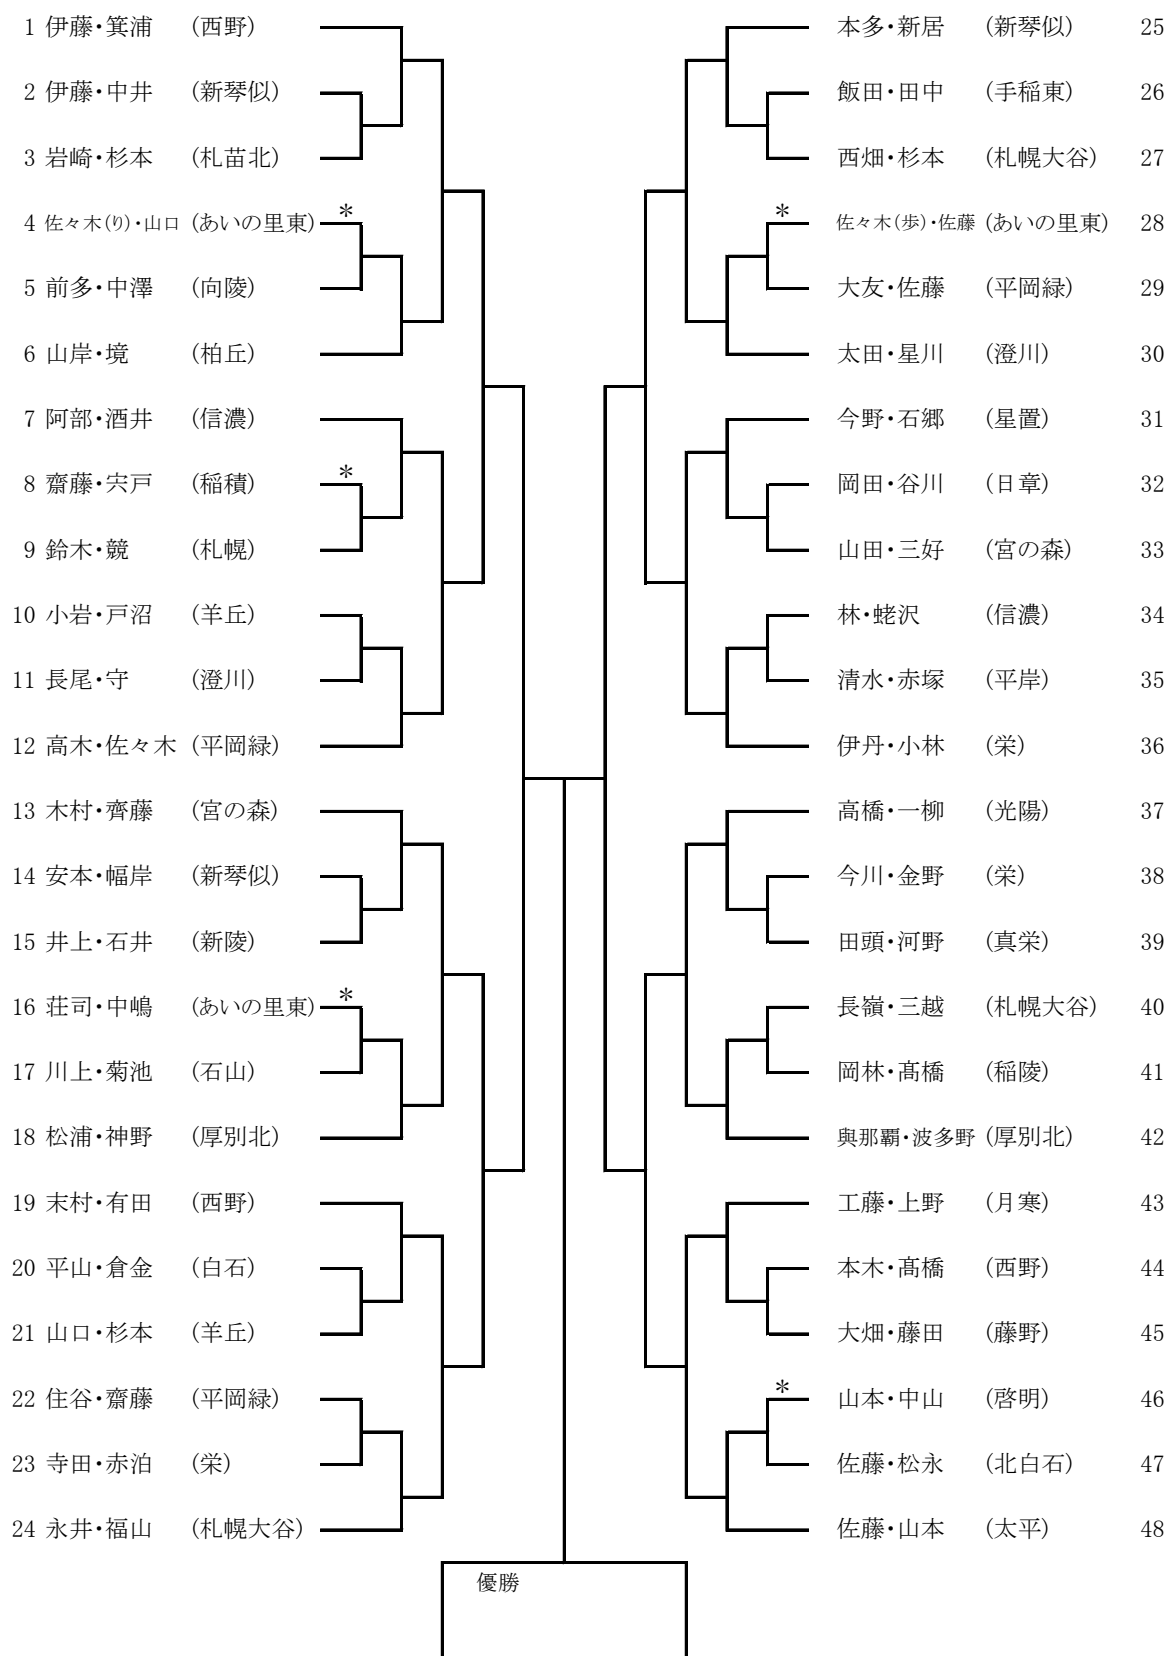 1 伊藤・箕浦 (西野)
2 伊藤・中井 (新琴似)
3 岩崎・杉本 (札苗北)
4 佐々木(り)・山口 (あいの里東) *
5 前多・中澤 (向陵)
6 山岸・境 (柏丘)
7 阿部・酒井 (信濃)
8 齋藤・宍戸 (稲積) *
9 鈴木・競 (札幌)
10 小岩・戸沼 (羊丘)
11 長尾・守 (澄川)
12 高木・佐々木 (平岡緑)
13 木村・齊藤 (宮の森)
14 安本・幅岸 (新琴似)
15 井上・石井 (新陵)
16 荘司・中嶋 (あいの里東) *
17 川上・菊池 (石山)
18 松浦・神野 (厚別北)
19 末村・有田 (西野)
20 平山・倉金 (白石)
21 山口・杉本 (羊丘)
22 住谷・齋藤 (平岡緑)
23 寺田・赤泊 (栄)
24 永井・福山 (札幌大谷)
本多・新居 (新琴似) 25
飯田・田中 (手稲東) 26
西畑・杉本 (札幌大谷) 27
* 佐々木(歩)・佐藤 (あいの里東) 28
大友・佐藤 (平岡緑) 29
太田・星川 (澄川) 30
今野・石郷 (星置) 31
岡田・谷川 (日章) 32
山田・三好 (宮の森) 33
林・蛯沢 (信濃) 34
清水・赤塚 (平岸) 35
伊丹・小林 (栄) 36
高橋・一柳 (光陽) 37
今川・金野 (栄) 38
田頭・河野 (真栄) 39
長嶺・三越 (札幌大谷) 40
岡林・髙橋 (稲陵) 41
與那覇・波多野 (厚別北) 42
工藤・上野 (月寒) 43
本木・髙橋 (西野) 44
大畑・藤田 (藤野) 45
* 山本・中山 (啓明) 46
佐藤・松永 (北白石) 47
佐藤・山本 (太平) 48
優勝